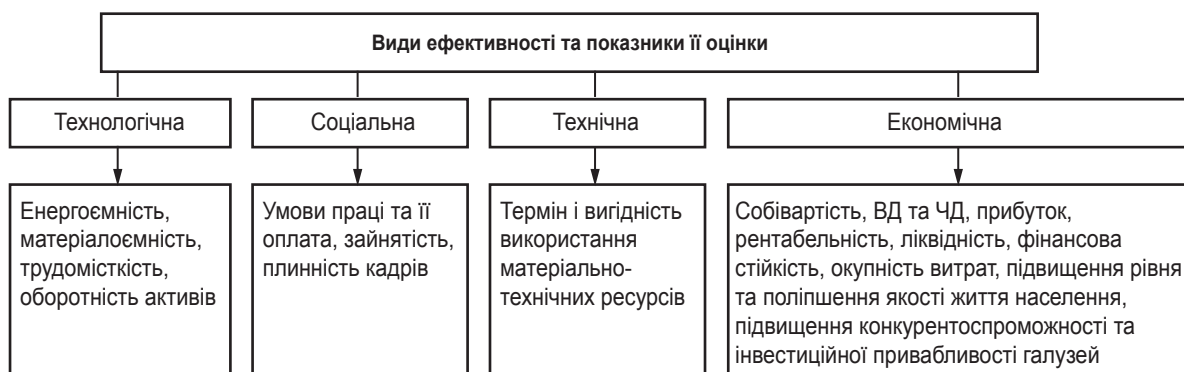 Види ефективності та показники її оцінки
Технологічна
Соціальна
Технічна
Економічна
Енергоємність,
матеріалоємність,
трудомісткість,
оборотність активів
Умови праці та її
оплата, зайнятість,
плинність кадрів
Термін і вигідність
використання
матеріально-
технічних ресурсів
Собівартість, ВД та ЧД, прибуток,
рентабельність, ліквідність, фінансова
стійкість, окупність витрат, підвищення рівня
та поліпшення якості життя населення,
підвищення конкурентоспроможності та
інвестиційної привабливості галузей